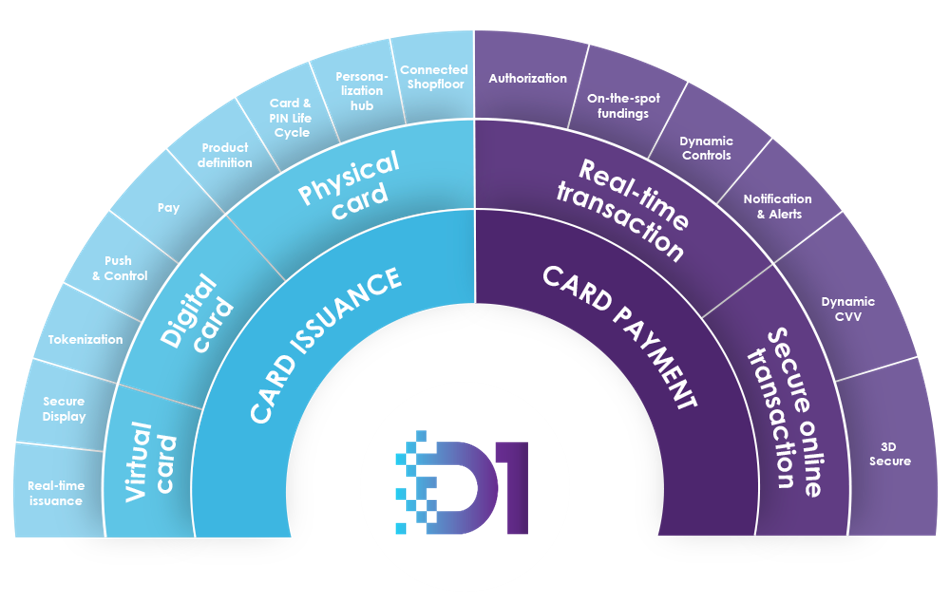 Real-time
issuance
Secure
Display
Tokenization
Push
& Control
Pay
Product
definition
Card &
PIN Life
Cycle
Persona-
lization
hub
Connected
Shopfloor
Authorization
On-the-spot
fundings
Dynamic
Controls
Notification
& Alerts
Dynamic
CVV
3D
Secure
Virtual
card
Digital
card
Physical
card
Real-time
transaction
Secure online
transaction
CARD ISSUANCE
CARD PAYMENT
D1